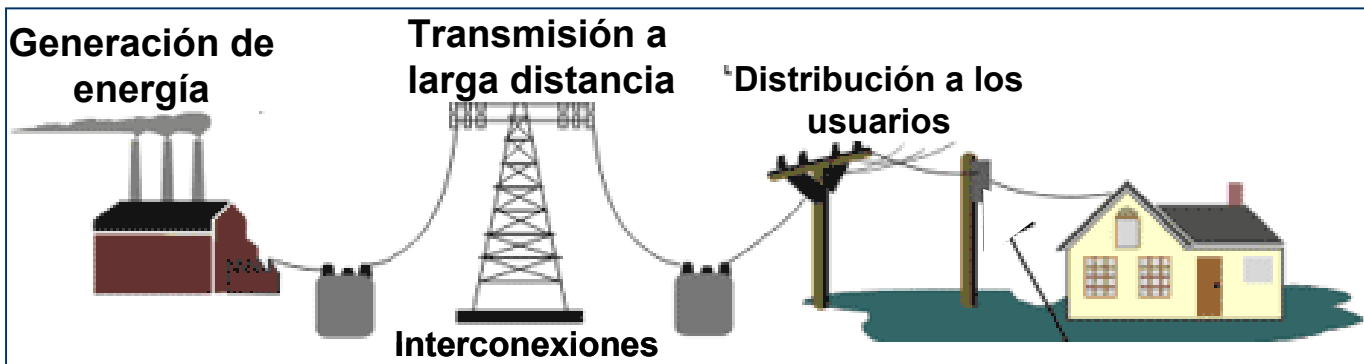 Generación de
energía
Transmisión a
larga distancia
Distribución a los
usuarios
Interconexiones